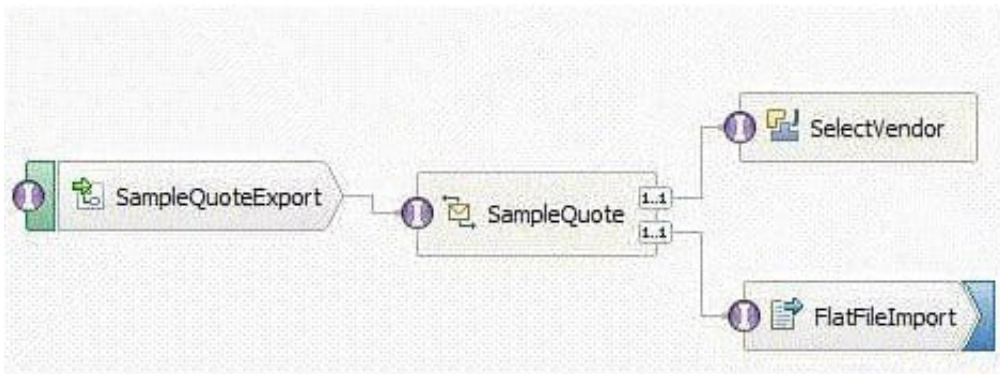 SampleQuoteExport
SampleQuote
1..1
1..1
SelectVendor
FlatFileImport